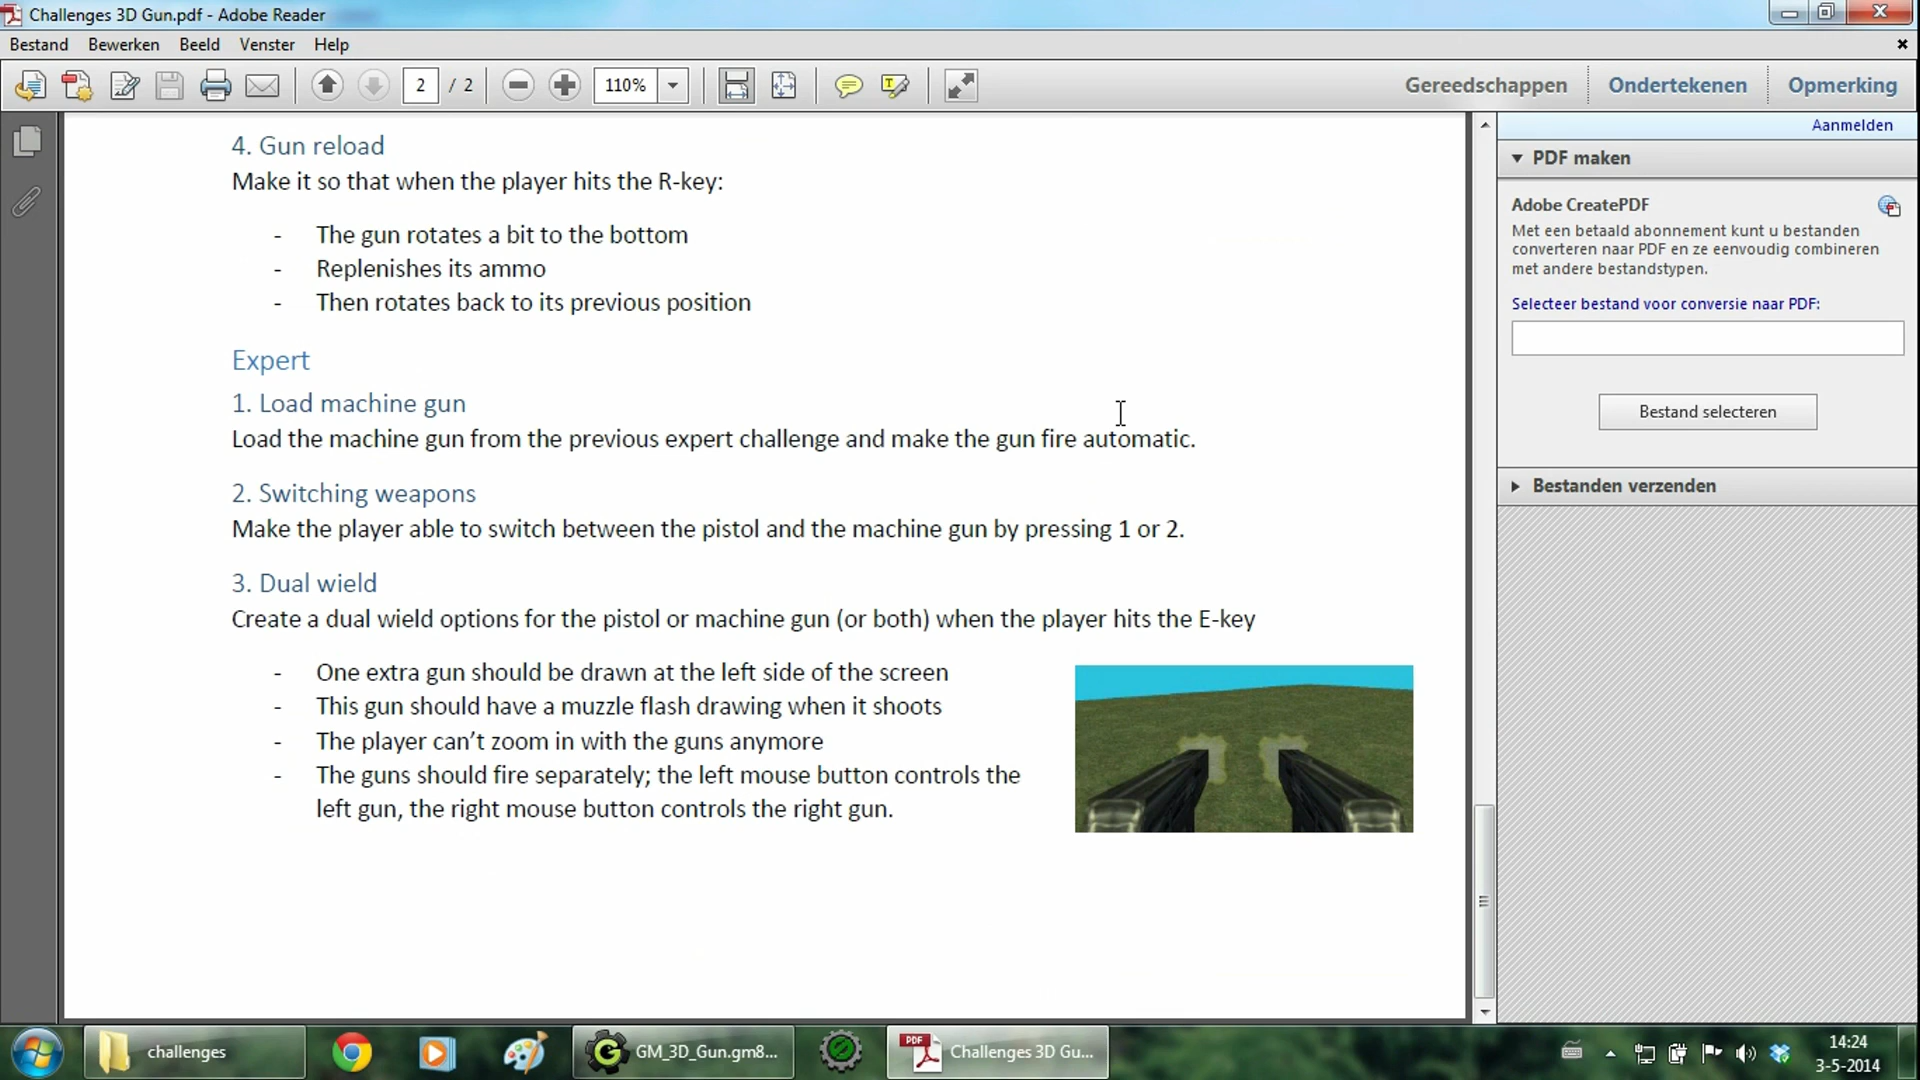 Challenges 3D Gun.pdf - Adobe Reader
Bestand Bewerken Beeld Venster Help
2 / 2 110% Gereedschappen Ondertekenen Opmerking
4. Gun reload
Make it so that when the player hits the R-key:
- The gun rotates a bit to the bottom
- Replenishes its ammo
- Then rotates back to its previous position
Expert
1. Load machine gun
Load the machine gun from the previous expert challenge and make the gun fire automatic.
2. Switching weapons
Make the player able to switch between the pistol and the machine gun by pressing 1 or 2.
3. Dual wield
Create a dual wield options for the pistol or machine gun (or both) when the player hits the E-key
- One extra gun should be drawn at the left side of the screen
- This gun should have a muzzle flash drawing when it shoots
- The player can't zoom in with the guns anymore
- The guns should fire separately; the left mouse button controls the
left gun, the right mouse button controls the right gun.
Aanmelden
PDF maken
Adobe CreatePDF
Met een betaald abonnement kunt u bestanden
converteren naar PDF en ze eenvoudig combineren
met andere bestandstypen.
Selecteer bestand voor conversie naar PDF:
Bestand selecteren
Bestanden verzenden
challenges
GM_3D_Gun.gm8...
PDF
Challenges 3D Gu...
14:24
3-5-2014